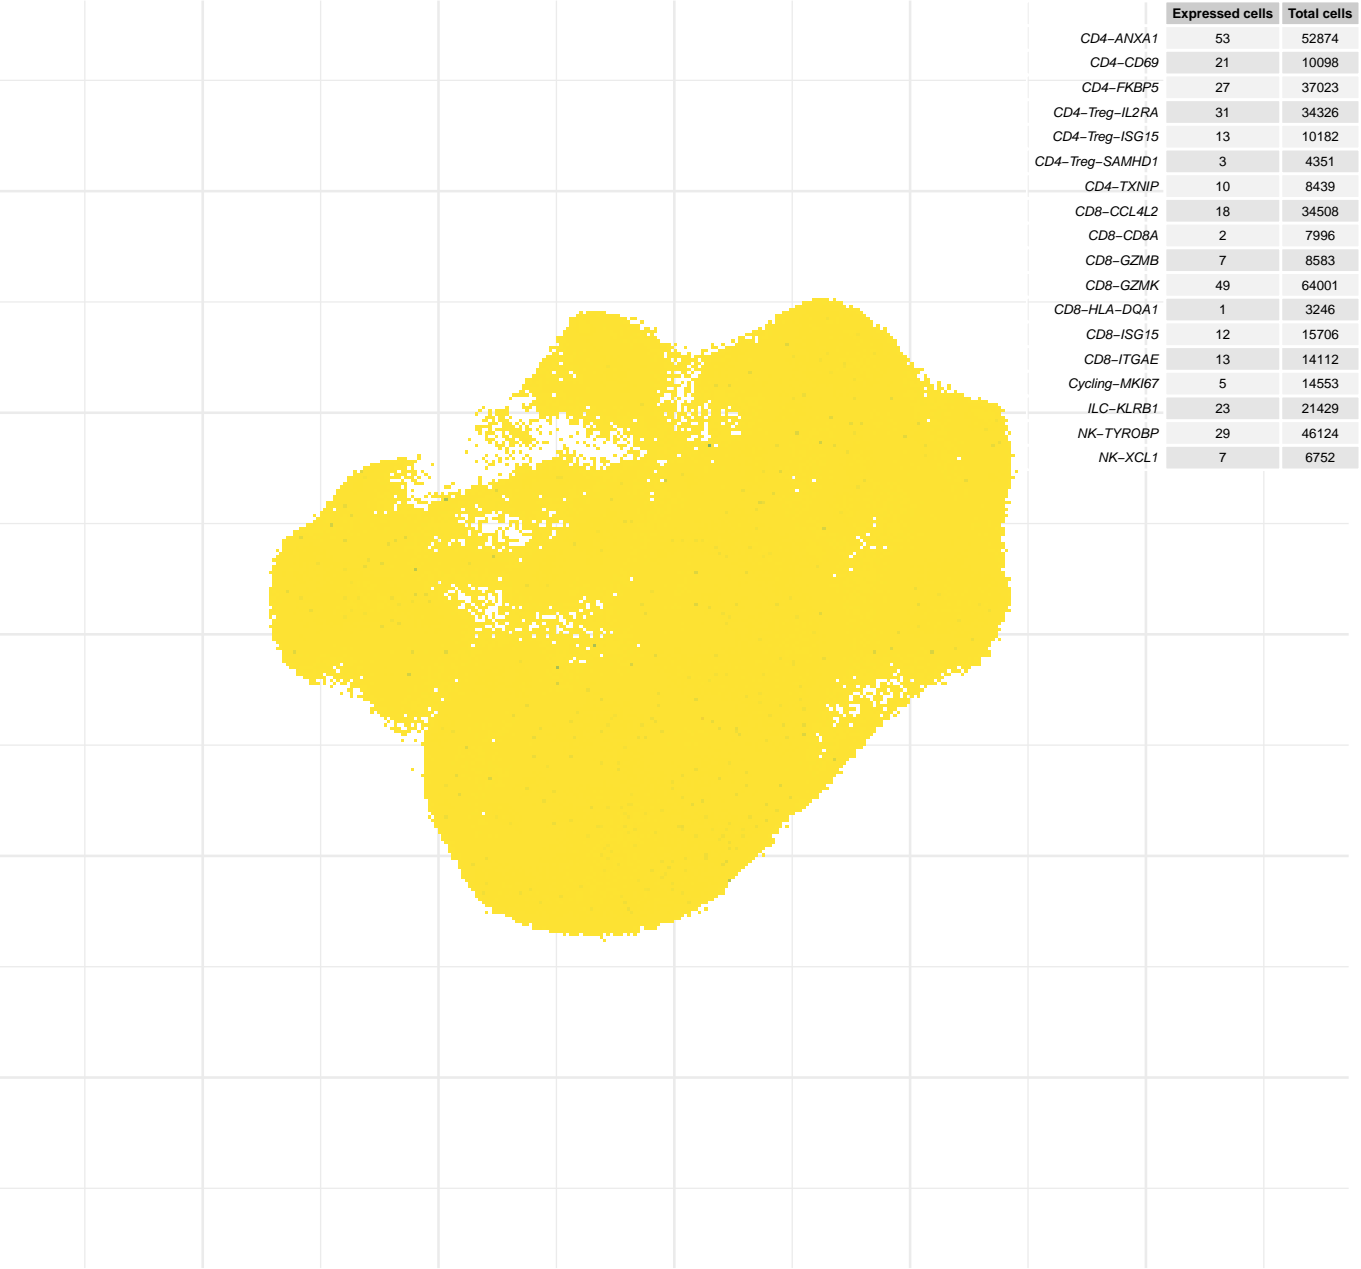 Expressed cells Total cells
CD4−ANXA1 53 52874
CD4−CD69 21 10098
CD4−FKBP5 27 37023
CD4−Treg−IL2RA 31 34326
CD4−Treg−ISG15 13 10182
CD4−Treg−SAMHD1 3 4351
CD4−TXNIP 10 8439
CD8−CCL4L2 18 34508
CD8−CD8A 2 7996
CD8−GZMB 7 8583
CD8−GZMK 49 64001
CD8−HLA−DQA1 1 3246
CD8−ISG15 12 15706
CD8−ITGAE 13 14112
Cycling−MKI67 5 14553
ILC−KLRB1 23 21429
NK−TYROBP 29 46124
NK−XCL1 7 6752